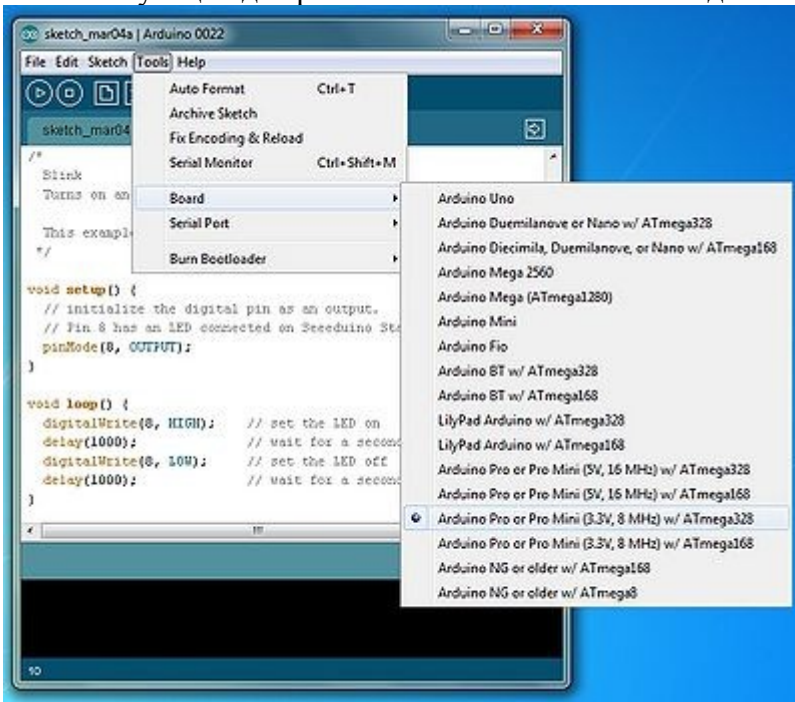 sketch_mar04a | Arduino 0022
File Edit Sketch Tools Help
Auto Format Ctrl+T
Archive Sketch
Fix Encoding & Reload
Serial Monitor Ctrl+Shift+M
Board
Serial Port
Burn Bootloader
sketch_mar04
/*
Blink
Turns on an
This exampl
*/
void setup() {
// initialize the digital pin as an output.
// Pin 8 has an LED connected on Seeeduino Sta
pinMode(8, OUTPUT);
}
void loop() {
digitalWrite(8, HIGH); // set the LED on
delay(1000); // wait for a second
digitalWrite(8, LOW); // set the LED off
delay(1000); // wait for a second
}
Arduino Uno
Arduino Duemilanove or Nano w/ ATmega328
Arduino Diecimila, Duemilanove, or Nano w/ ATmega168
Arduino Mega 2560
Arduino Mega (ATmega1280)
Arduino Mini
Arduino Fio
Arduino BT w/ ATmega328
Arduino BT w/ ATmega168
LilyPad Arduino w/ ATmega328
LilyPad Arduino w/ ATmega168
Arduino Pro or Pro Mini (5V, 16 MHz) w/ ATmega328
Arduino Pro or Pro Mini (5V, 16 MHz) w/ ATmega168
Arduino Pro or Pro Mini (3.3V, 8 MHz) w/ ATmega328
Arduino Pro or Pro Mini (3.3V, 8 MHz) w/ ATmega168
Arduino NG or older w/ ATmega168
Arduino NG or older w/ ATmega8
10